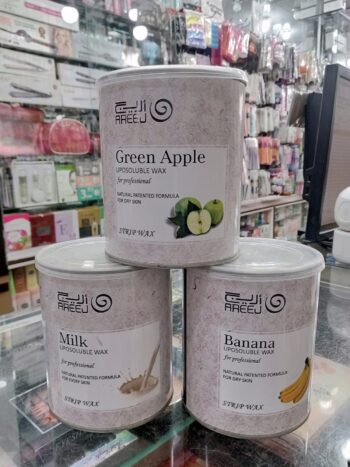 أريج
AREEJ
Green Apple
LIPOSOLUBLE WAX
for professional
NATURAL PATENTED FORMULA
FOR DRY SKIN
STRIP WAX
أريج
AREEJ
Milk
LIPOSOLUBLE WAX
for professional
NATURAL PATENTED FORMULA
FOR EVERY SKIN
STRIP WAX
أريج
AREEJ
Banana
LIPOSOLUBLE WAX
for professional
NATURAL PATENTED FORMULA
FOR DRY SKIN
STRIP WAX